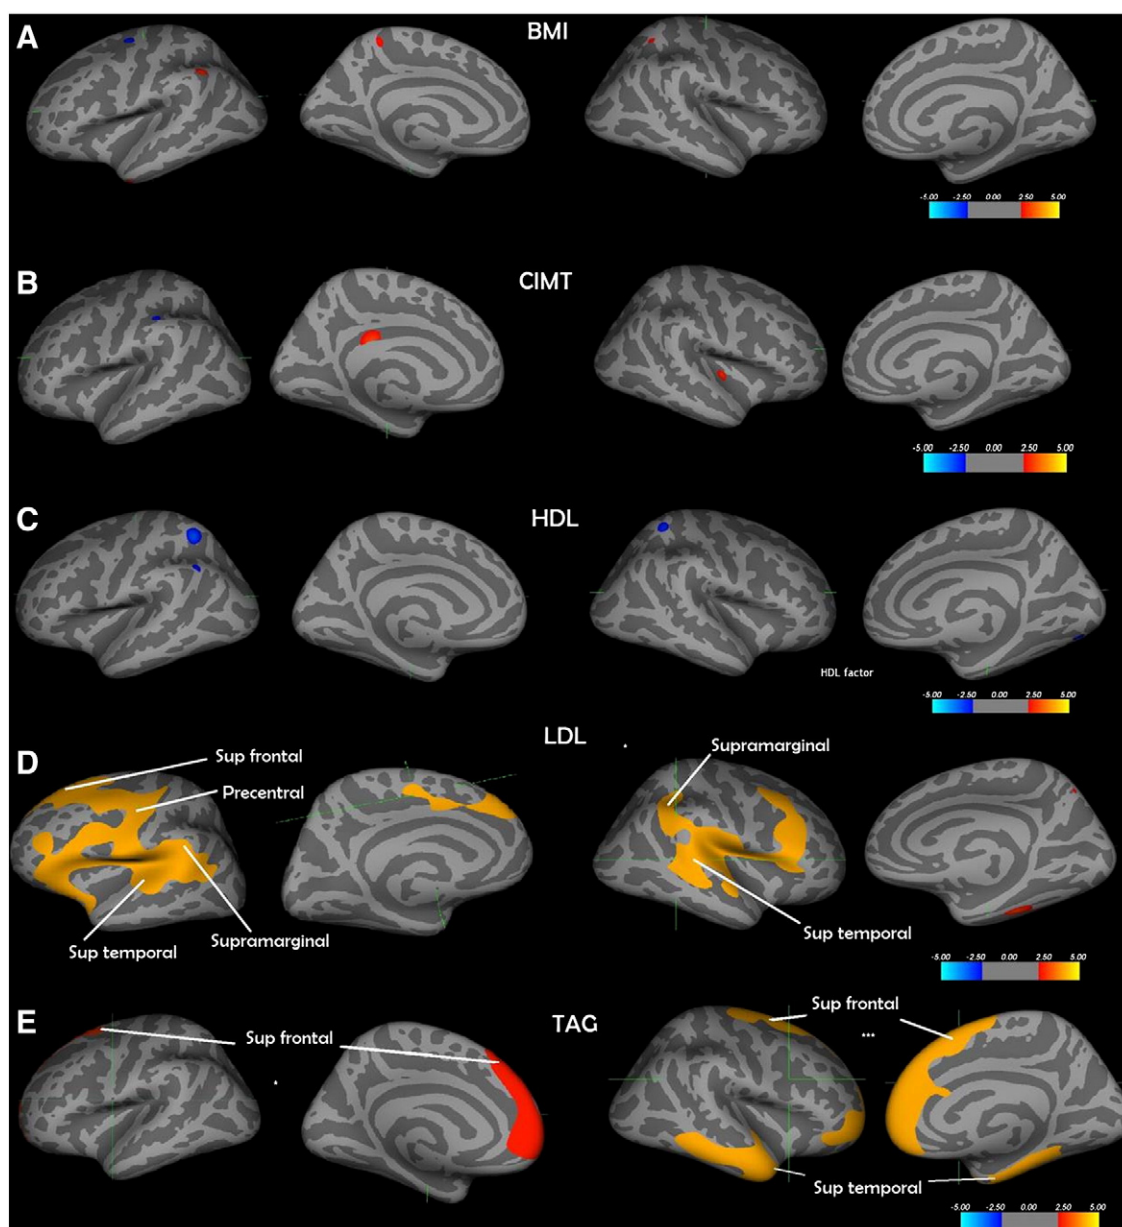 A
BMI
-5.00 -2.50 0.00 2.50 5.00
B
CIMT
-5.00 -2.50 0.00 2.50 5.00
C
HDL
HDL factor
-5.00 -2.50 0.00 2.50 5.00
D
LDL
*
Sup frontal
Precentral
Sup temporal
Supramarginal
Supramarginal
Sup temporal
-5.00 -2.50 0.00 2.50 5.00
E
TAG
Sup frontal
*
Sup frontal
***
Sup temporal
-5.00 -2.50 0.00 2.50 5.00